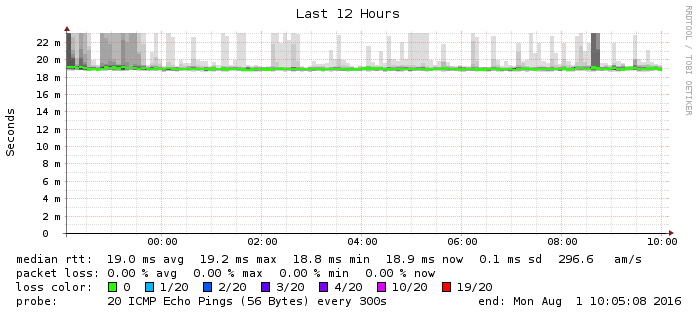 Last 12 Hours
RRDTOOL / TOBI OETIKER
Seconds
22 m
20 m
18 m
16 m
14 m
12 m
10 m
8 m
6 m
4 m
2 m
0
00:00 02:00 04:00 06:00 08:00 10:00
median rtt: 19.0 ms avg 19.2 ms max 18.8 ms min 18.9 ms now 0.1 ms sd 296.6 am/s
packet loss: 0.00 % avg 0.00 % max 0.00 % min 0.00 % now
loss color: 0 1/20 2/20 3/20 4/20 10/20 19/20
probe: 20 ICMP Echo Pings (56 Bytes) every 300s end: Mon Aug 1 10:05:08 2016